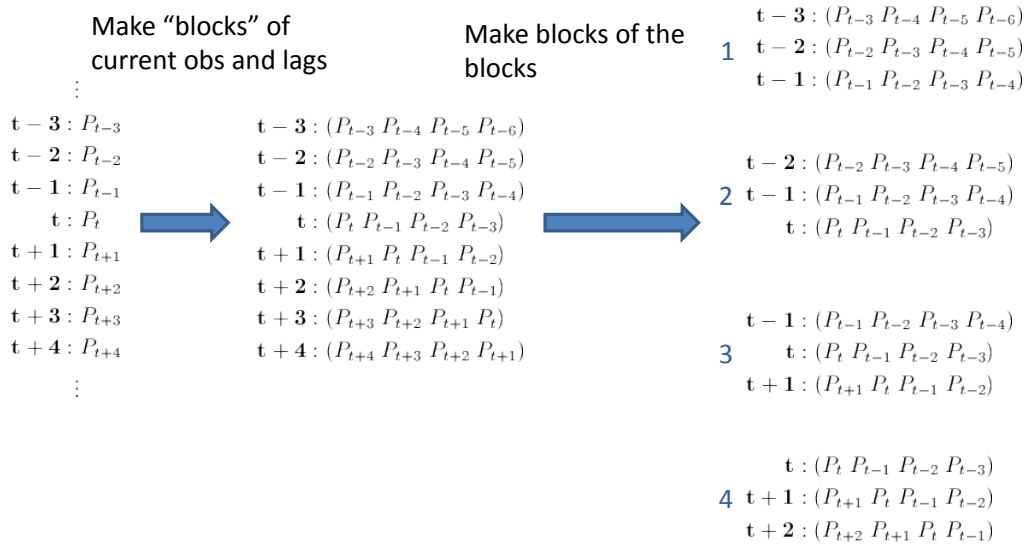 Make “blocks” of
current obs and lags
⋮
t − 3 : P_{t−3}
t − 2 : P_{t−2}
t − 1 : P_{t−1}
t : P_t
t + 1 : P_{t+1}
t + 2 : P_{t+2}
t + 3 : P_{t+3}
t + 4 : P_{t+4}
⋮
t − 3 : (P_{t−3} P_{t−4} P_{t−5} P_{t−6})
t − 2 : (P_{t−2} P_{t−3} P_{t−4} P_{t−5})
t − 1 : (P_{t−1} P_{t−2} P_{t−3} P_{t−4})
t : (P_t P_{t−1} P_{t−2} P_{t−3})
t + 1 : (P_{t+1} P_t P_{t−1} P_{t−2})
t + 2 : (P_{t+2} P_{t+1} P_t P_{t−1})
t + 3 : (P_{t+3} P_{t+2} P_{t+1} P_t)
t + 4 : (P_{t+4} P_{t+3} P_{t+2} P_{t+1})
Make blocks of the
blocks
t − 3 : (P_{t−3} P_{t−4} P_{t−5} P_{t−6})
1 t − 2 : (P_{t−2} P_{t−3} P_{t−4} P_{t−5})
t − 1 : (P_{t−1} P_{t−2} P_{t−3} P_{t−4})
t − 2 : (P_{t−2} P_{t−3} P_{t−4} P_{t−5})
2 t − 1 : (P_{t−1} P_{t−2} P_{t−3} P_{t−4})
t : (P_t P_{t−1} P_{t−2} P_{t−3})
t − 1 : (P_{t−1} P_{t−2} P_{t−3} P_{t−4})
3 t : (P_t P_{t−1} P_{t−2} P_{t−3})
t + 1 : (P_{t+1} P_t P_{t−1} P_{t−2})
t : (P_t P_{t−1} P_{t−2} P_{t−3})
4 t + 1 : (P_{t+1} P_t P_{t−1} P_{t−2})
t + 2 : (P_{t+2} P_{t+1} P_t P_{t−1})